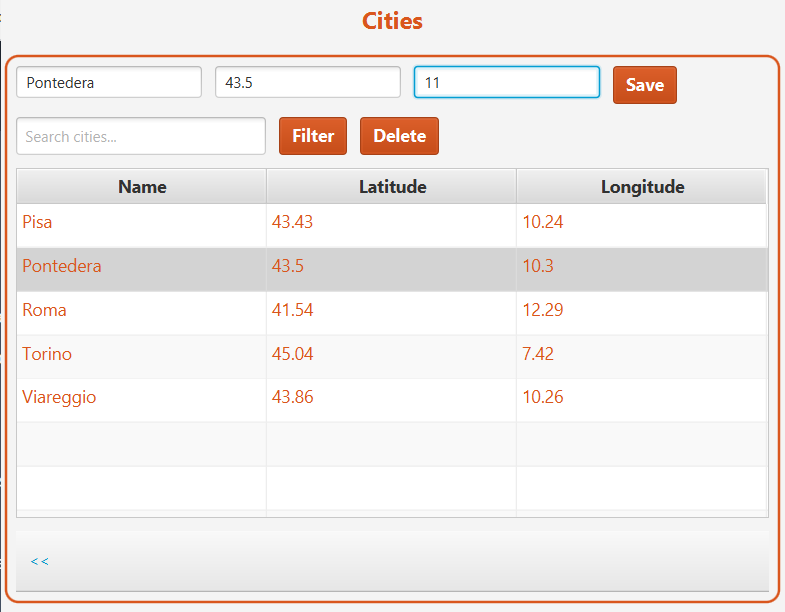 Cities
Pontedera 43.5 11 Save
Search cities... Filter Delete
Name Latitude Longitude
Pisa 43.43 10.24
Pontedera 43.5 10.3
Roma 41.54 12.29
Torino 45.04 7.42
Viareggio 43.86 10.26
<<